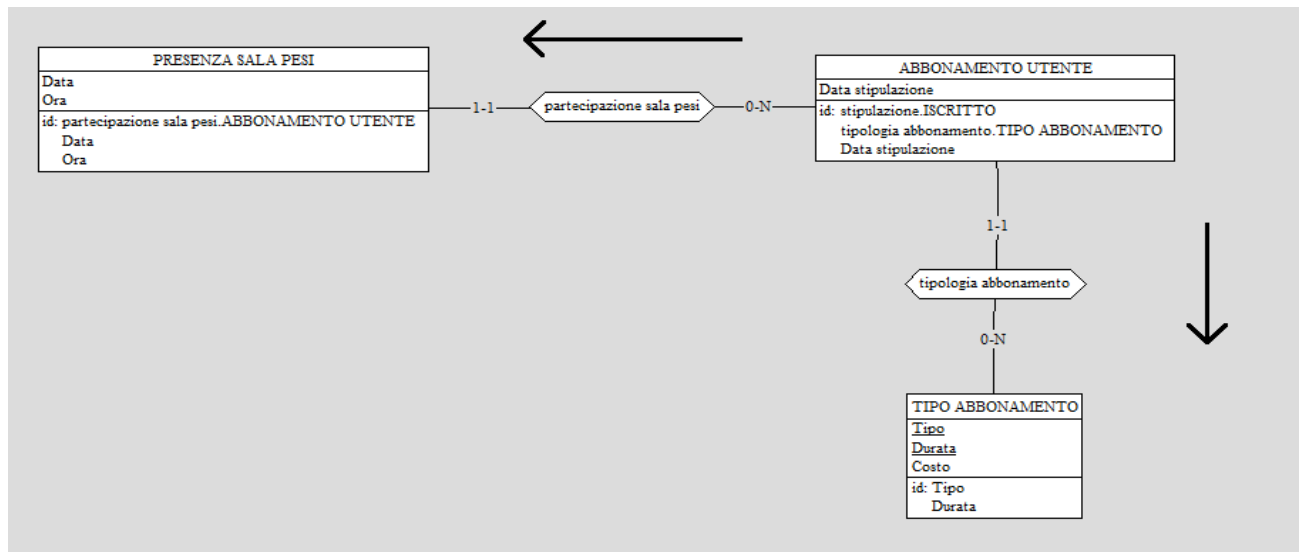 PRESENZA SALA PESI
Data
Ora
id: partecipazione sala pesi.ABBONAMENTO UTENTE
Data
Ora
1-1
partecipazione sala pesi
0-N
ABBONAMENTO UTENTE
Data stipulazione
id: stipulazione.ISCRITTO
tipologia abbonamento.TIPO ABBONAMENTO
Data stipulazione
1-1
tipologia abbonamento
0-N
TIPO ABBONAMENTO
Tipo
Durata
Costo
id: Tipo
Durata